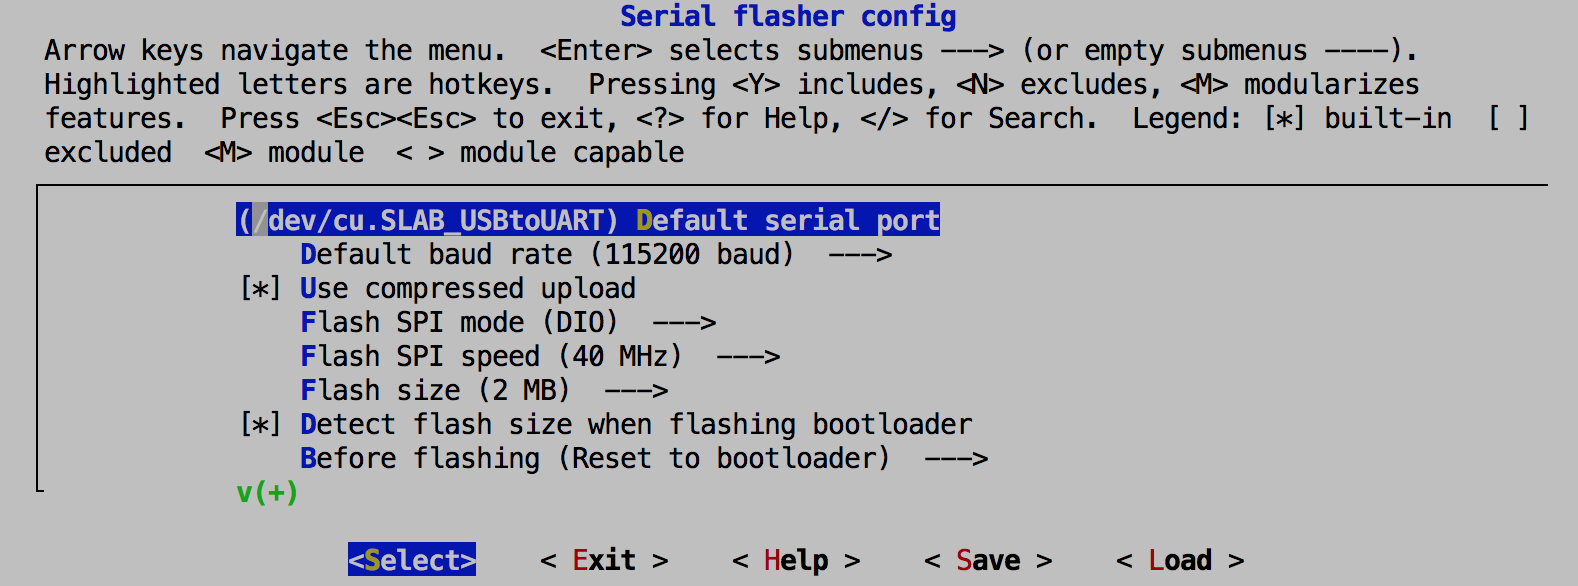 Serial flasher config
Arrow keys navigate the menu.  <Enter> selects submenus ---> (or empty submenus ----).
Highlighted letters are hotkeys.  Pressing <Y> includes, <N> excludes, <M> modularizes
features.  Press <Esc><Esc> to exit, <?> for Help, </> for Search.  Legend: [*] built-in  [ ]
excluded  <M> module  < > module capable
(/dev/cu.SLAB_USBtoUART) Default serial port
Default baud rate (115200 baud)  --->
[*] Use compressed upload
Flash SPI mode (DIO)  --->
Flash SPI speed (40 MHz)  --->
Flash size (2 MB)  --->
[*] Detect flash size when flashing bootloader
Before flashing (Reset to bootloader)  --->
v(+)
<Select>    < Exit >    < Help >    < Save >    < Load >